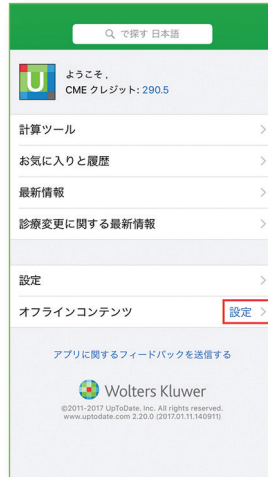 で探す 日本語
U
ようこそ,
CME クレジット: 290.5
計算ツール
お気に入りと履歴
最新情報
診療変更に関する最新情報
設定
オフラインコンテンツ 設定
アプリに関するフィードバックを送信する
Wolters Kluwer
©2011-2017 UpToDate, Inc. All rights reserved.
www.uptodate.com 2.20.0 (2017.01.11.140911)